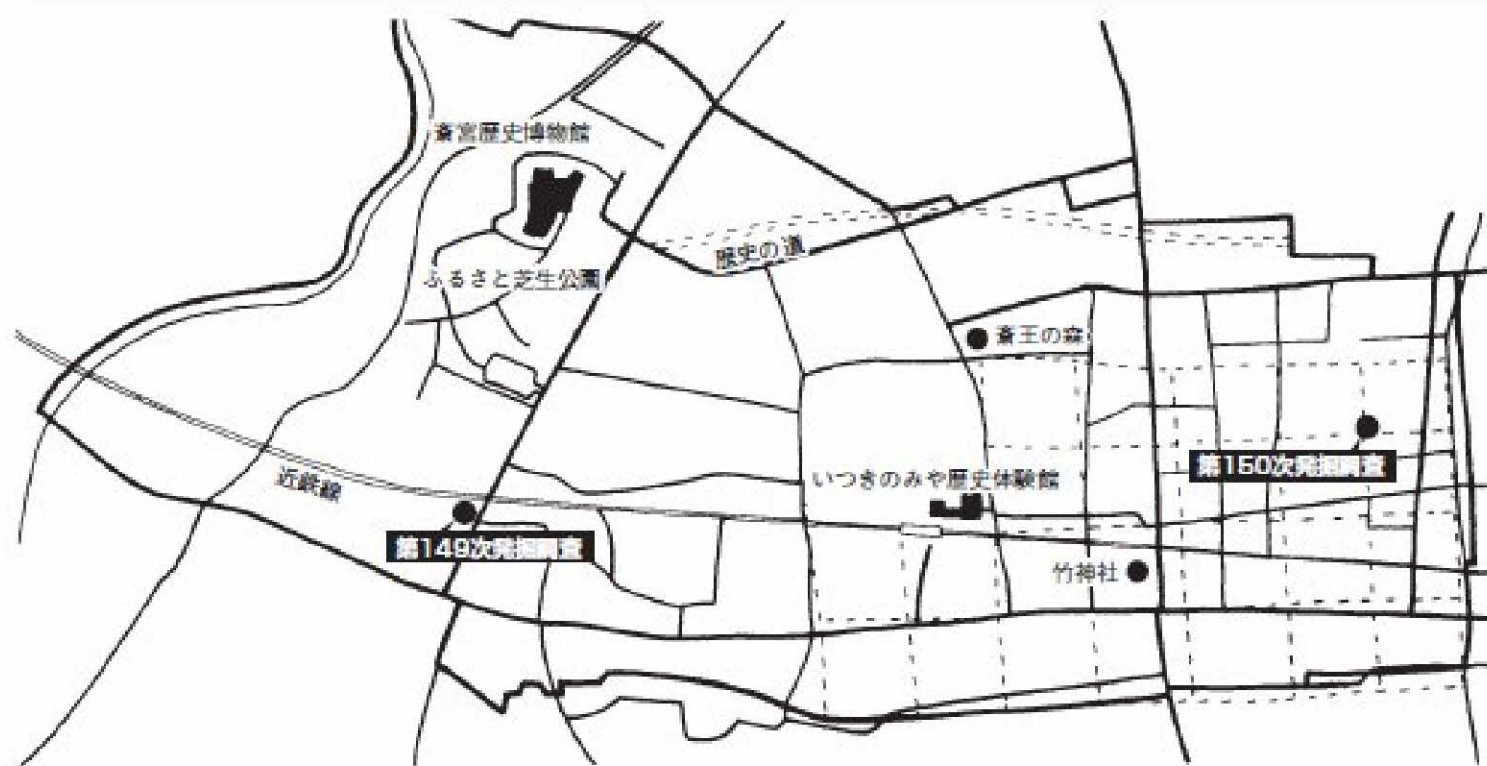 斎宮歴史博物館
ふるさと芝生公園
歴史の道
斎王の森
いつきのみや歴史体験館
第150次発掘調査
近鉄線
第149次発掘調査
竹神社